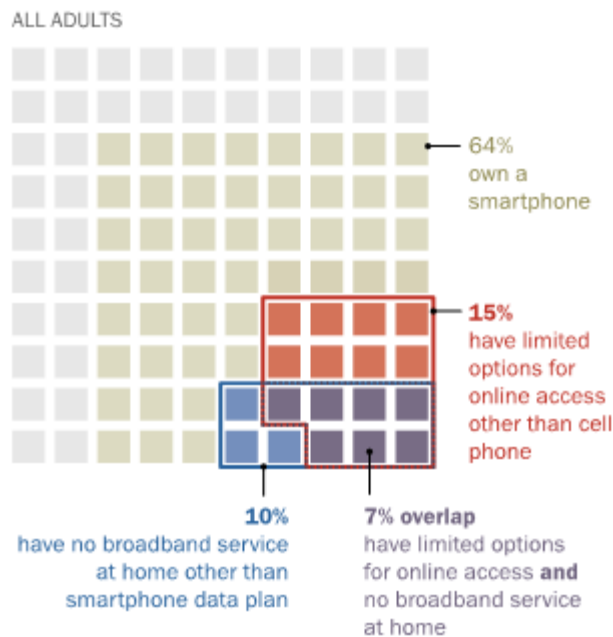 ALL ADULTS
64%
own a
smartphone
15%
have limited
options for
online access
other than cell
phone
10%
have no broadband service
at home other than
smartphone data plan
7% overlap
have limited options
for online access and
no broadband service
at home